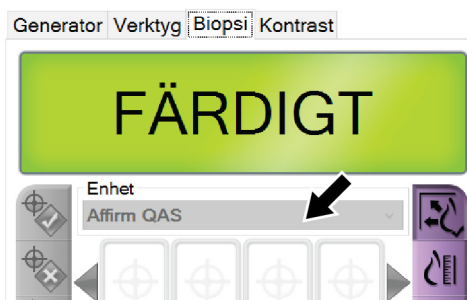 Generator Verktyg Biopsi Kontrast
FÄRDIGT
Enhet
Affirm QAS